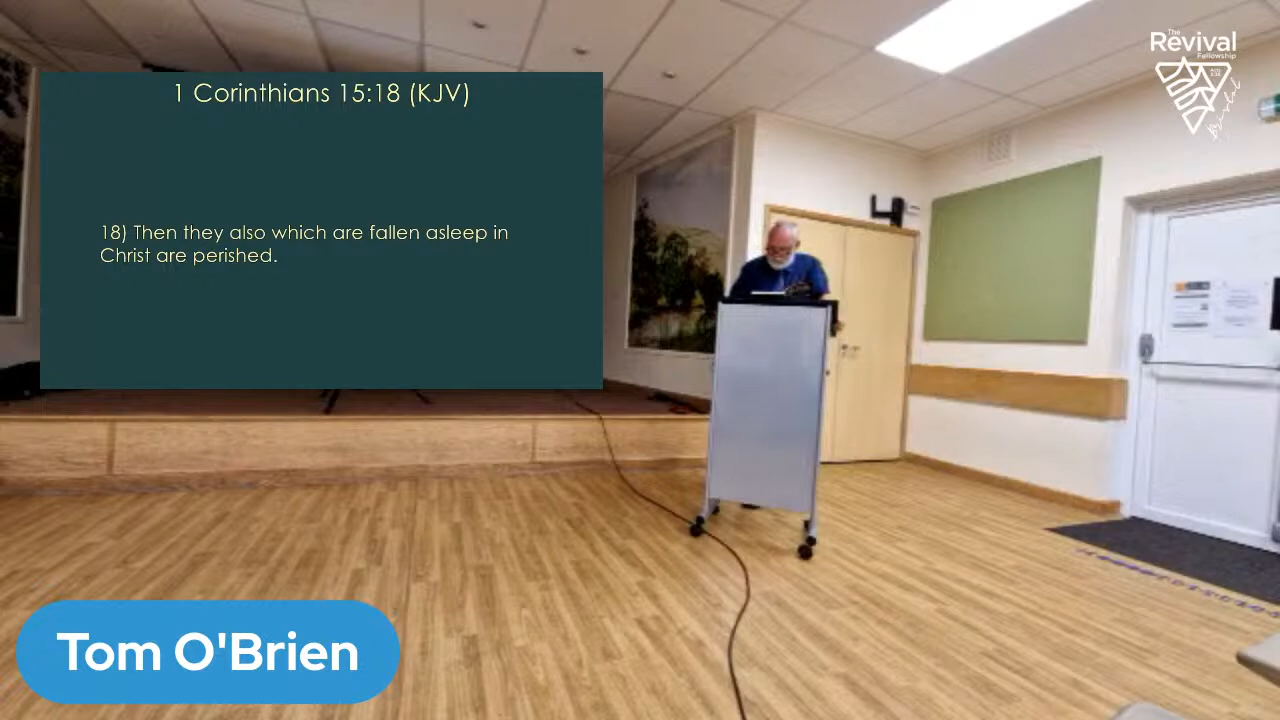 1 Corinthians 15:18 (KJV)
18) Then they also which are fallen asleep in
Christ are perished.
The
Revival
Fellowship
Bristol
Tom O'Brien